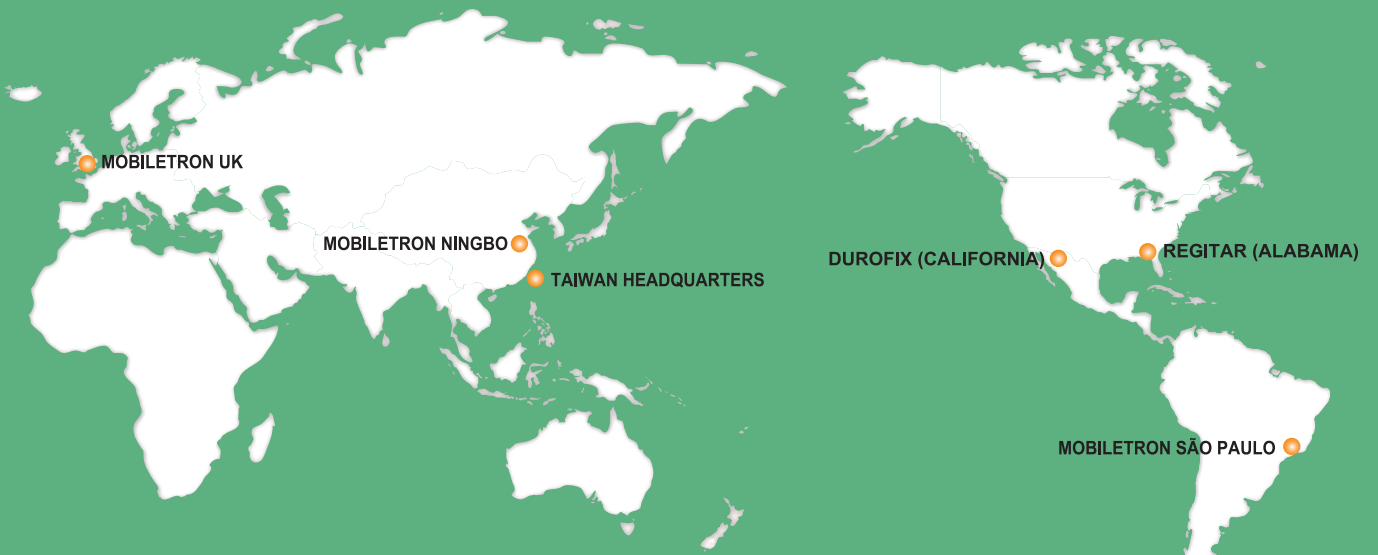 MOBILETRON UK
MOBILETRON NINGBO
TAIWAN HEADQUARTERS
DUROFIX (CALIFORNIA)
REGITAR (ALABAMA)
MOBILETRON SÃO PAULO